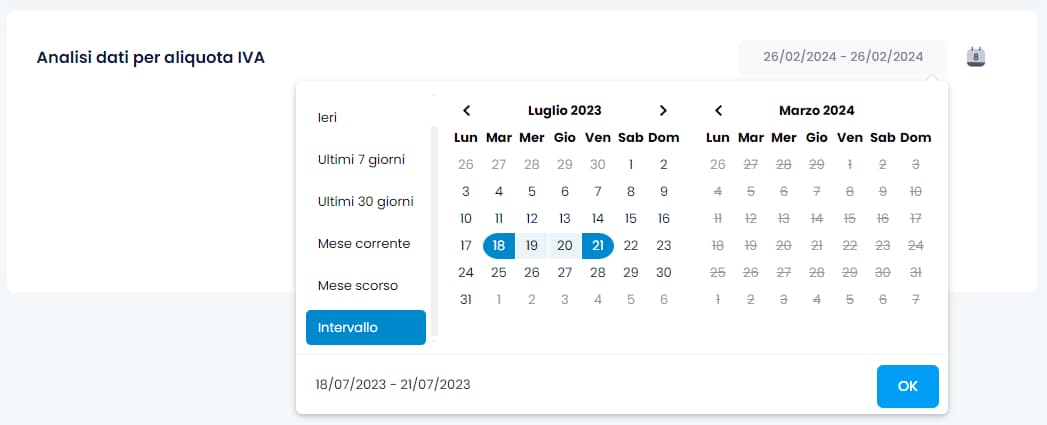 Analisi dati per aliquota IVA
26/02/2024 - 26/02/2024
8
Ieri
Ultimi 7 giorni
Ultimi 30 giorni
Mese corrente
Mese scorso
Intervallo
Luglio 2023
Lun Mar Mer Gio Ven Sab Dom
26 27 28 29 30 1 2
3 4 5 6 7 8 9
10 11 12 13 14 15 16
17 18 19 20 21 22 23
24 25 26 27 28 29 30
31 1 2 3 4 5 6
Marzo 2024
Lun Mar Mer Gio Ven Sab Dom
26 27 28 29 1 2 3
4 5 6 7 8 9 10
11 12 13 14 15 16 17
18 19 20 21 22 23 24
25 26 27 28 29 30 31
1 2 3 4 5 6 7
18/07/2023 - 21/07/2023
OK